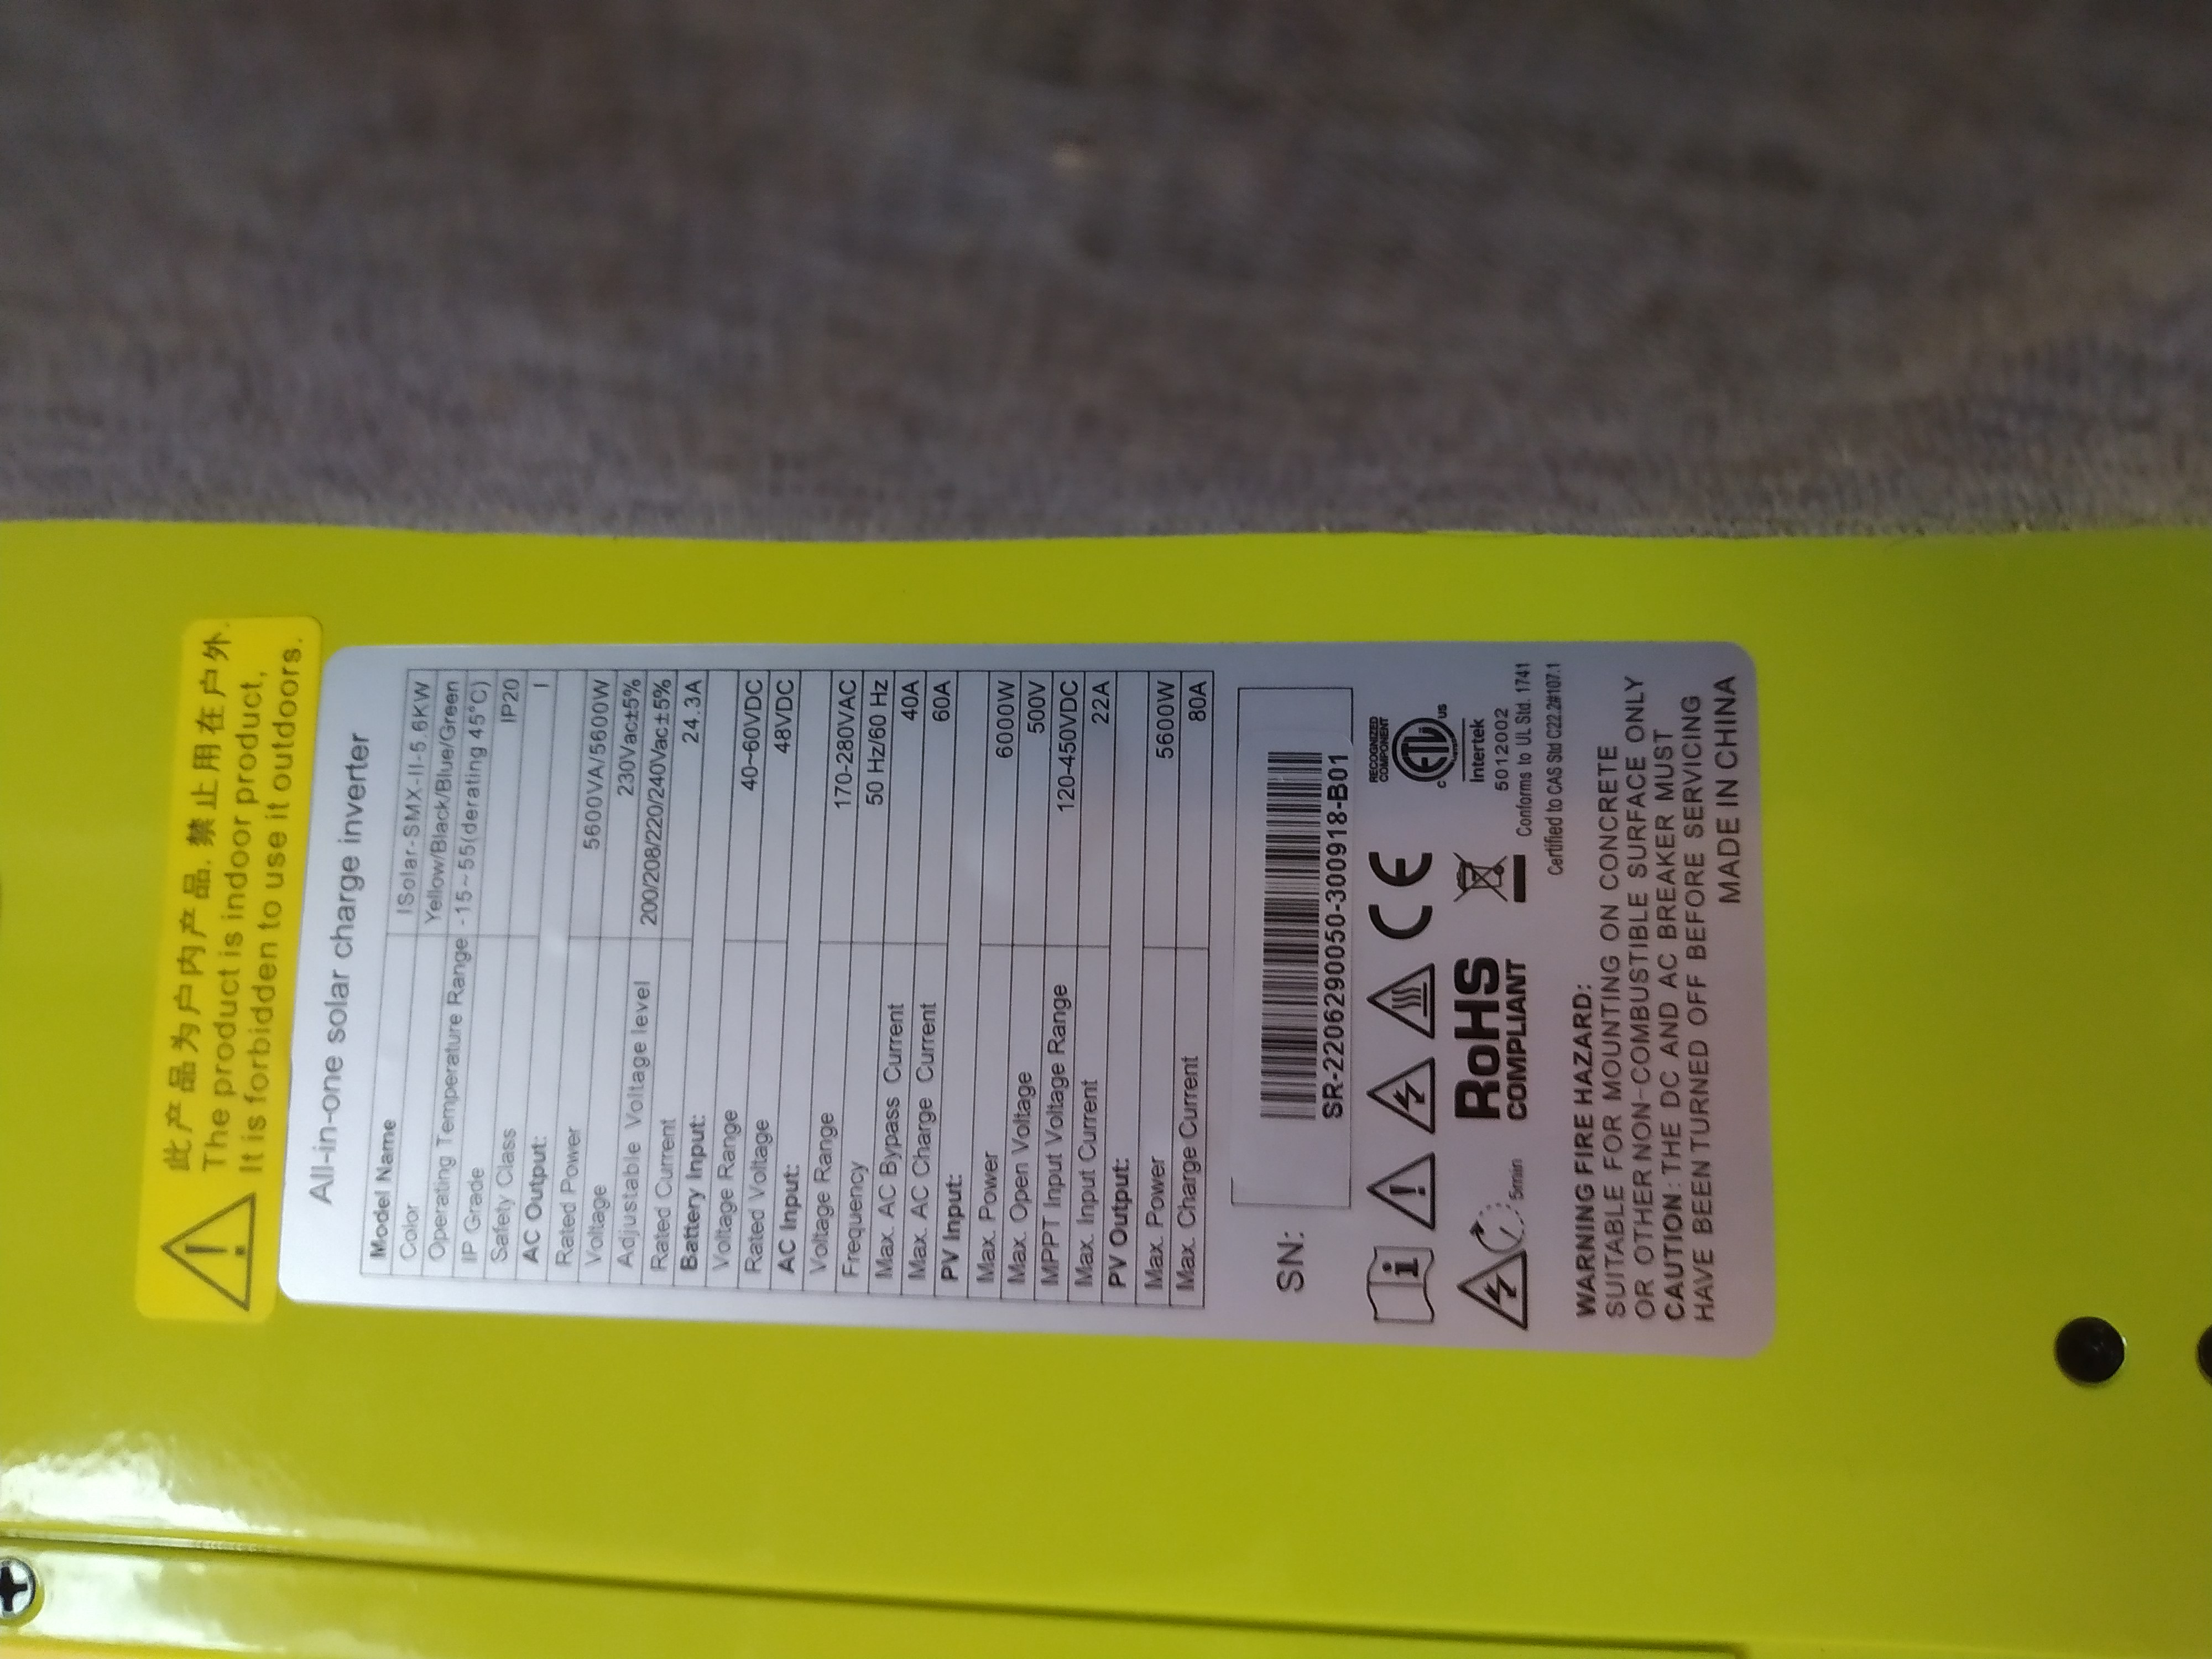 此产品为户内产品,禁止用在户外.
The product is indoor product,
It is forbidden to use it outdoors.
All-in-one solar charge inverter
Model Name ISolar-SMX-II-5.6KW
Color Yellow/Black/Blue/Green
Operating Temperature Range -15~55(derating 45°C)
IP Grade IP20
Safety Class I
AC Output:
Rated Power 5600VA/5600W
Voltage 230Vac±5%
Adjustable Voltage level 200/208/220/240Vac±5%
Rated Current 24.3A
Battery Input:
Voltage Range 40~60VDC
Rated Voltage 48VDC
AC Input:
Voltage Range 170-280VAC
Frequency 50 Hz/60 Hz
Max. AC Bypass Current 40A
Max. AC Charge Current 60A
PV Input:
Max. Power 6000W
Max. Open Voltage 500V
MPPT Input Voltage Range 120-450VDC
Max. Input Current 22A
PV Output:
Max. Power 5600W
Max. Charge Current 80A
SN:
SR-2206290050-300918-B01
i
CE
RECOGNIZED
COMPONENT
c ETL us
Intertek
5012002
5min
RoHS
COMPLIANT
Conforms to UL Std. 1741
Certified to CAS Std C22.2#107.1
WARNING FIRE HAZARD:
SUITABLE FOR MOUNTING ON CONCRETE
OR OTHER NON-COMBUSTIBLE SURFACE ONLY
CAUTION: THE DC AND AC BREAKER MUST
HAVE BEEN TURNED OFF BEFORE SERVICING
MADE IN CHINA